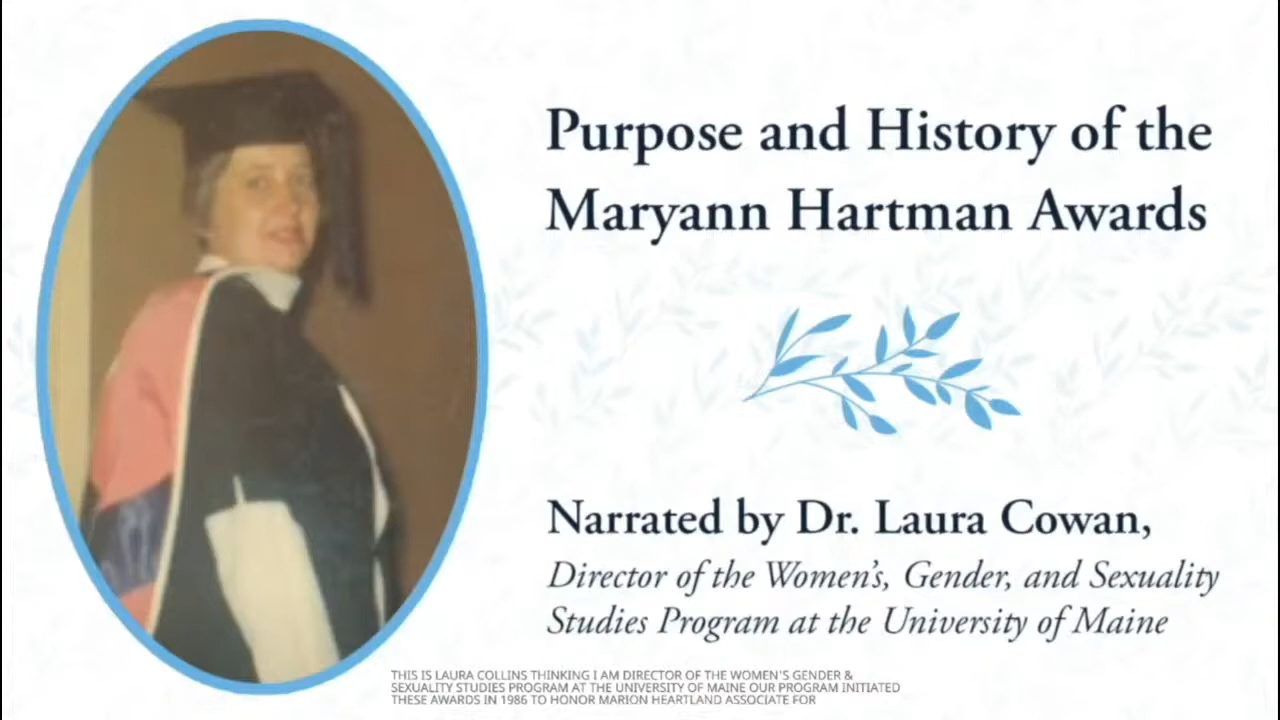 Purpose and History of the
Maryann Hartman Awards
Narrated by Dr. Laura Cowan,
Director of the Women's, Gender, and Sexuality
Studies Program at the University of Maine
THIS IS LAURA COLLINS THINKING I AM DIRECTOR OF THE WOMEN'S GENDER &
SEXUALITY STUDIES PROGRAM AT THE UNIVERSITY OF MAINE OUR PROGRAM INITIATED
THESE AWARDS IN 1986 TO HONOR MARION HEARTLAND ASSOCIATE FOR